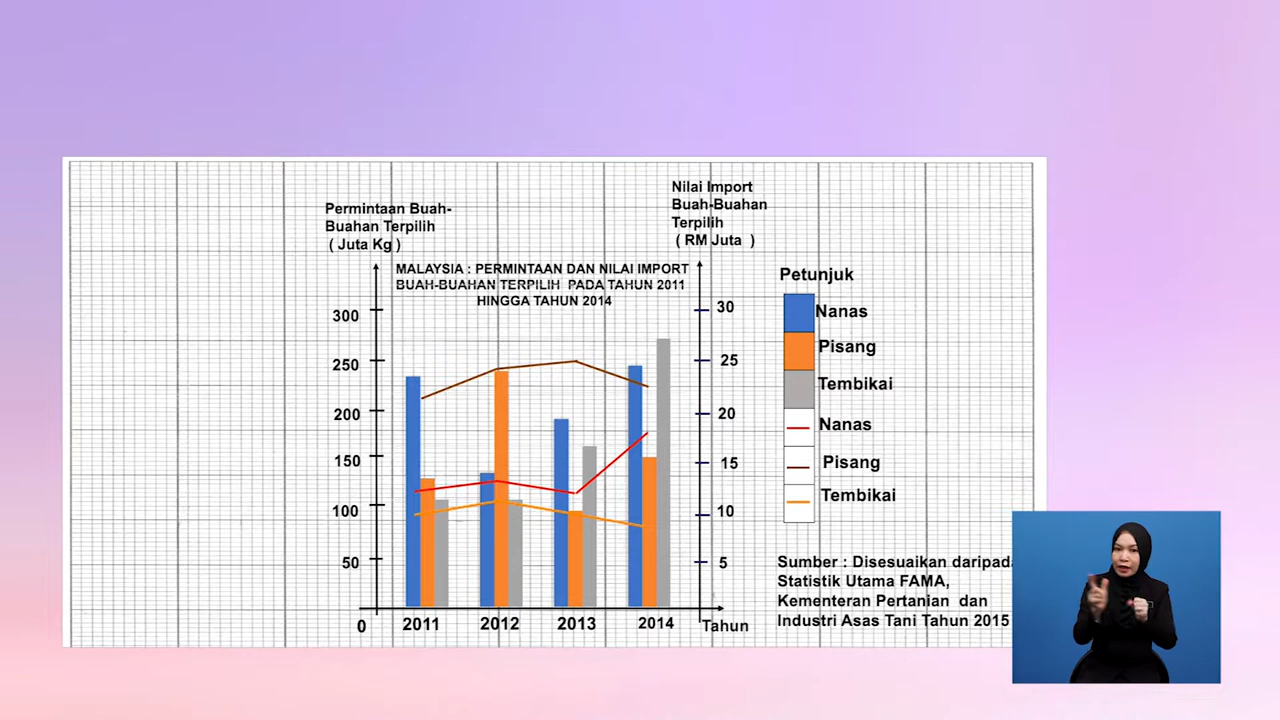 Permintaan Buah-
Buahan Terpilih
( Juta Kg )
Nilai Import
Buah-Buahan
Terpilih
( RM Juta )
MALAYSIA : PERMINTAAN DAN NILAI IMPORT
BUAH-BUAHAN TERPILIH PADA TAHUN 2011
HINGGA TAHUN 2014
300
250
200
150
100
50
0
30
25
20
15
10
5
2011 2012 2013 2014 Tahun
Petunjuk
Nanas
Pisang
Tembikai
Nanas
Pisang
Tembikai
Sumber : Disesuaikan daripada
Statistik Utama FAMA,
Kementeran Pertanian dan
Industri Asas Tani Tahun 2015